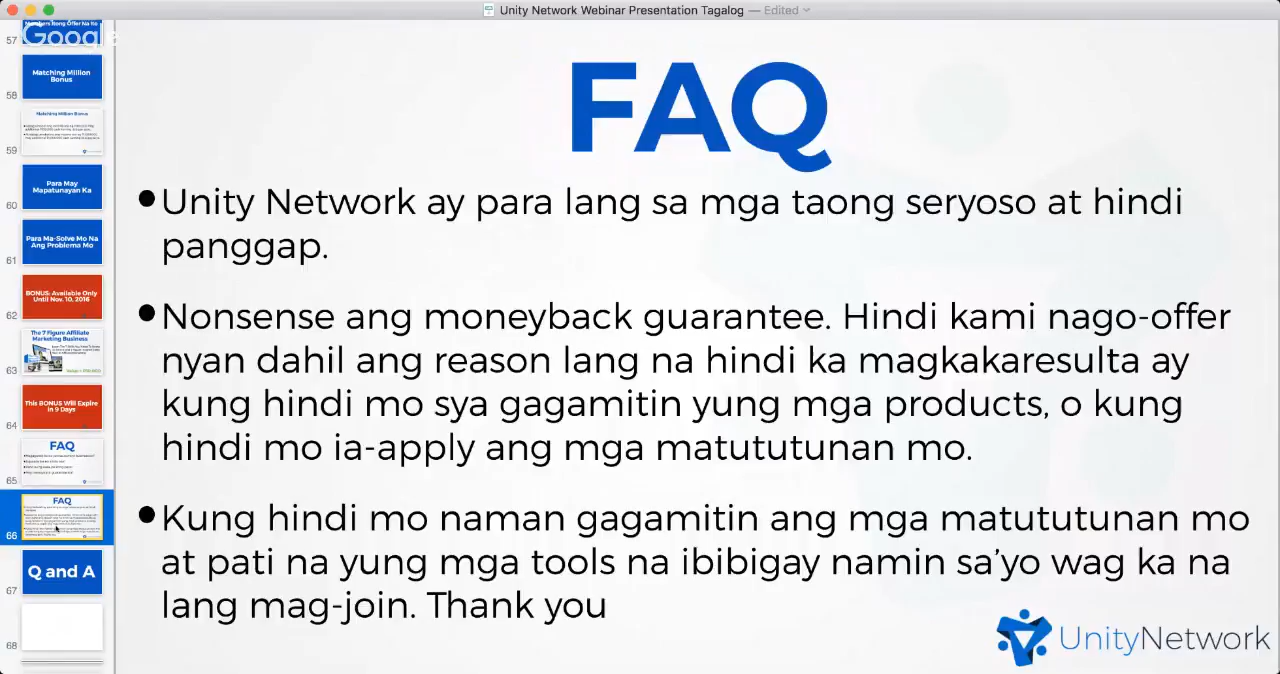 Unity Network Webinar Presentation Tagalog — Edited
57
Members Itong Offer Na Ito
Google
58
Matching Million
Bonus
59
Matching Million Bonus
60
Para May
Mapatunayan Ka
61
Para Ma-Solve Mo Na
Ang Problema Mo
62
BONUS: Available Only
Until Nov. 10, 2016
63
The 7 Figure Affiliate
Marketing Business
64
This BONUS Will Expire
in 9 Days
65
FAQ
66
FAQ
67
Q and A
68
FAQ
•Unity Network ay para lang sa mga taong seryoso at hindi
panggap.
•Nonsense ang moneyback guarantee. Hindi kami nago-offer
nyan dahil ang reason lang na hindi ka magkakaresulta ay
kung hindi mo sya gagamitin yung mga products, o kung
hindi mo ia-apply ang mga matututunan mo.
•Kung hindi mo naman gagamitin ang mga matututunan mo
at pati na yung mga tools na ibibigay namin sa’yo wag ka na
lang mag-join. Thank you
UnityNetwork